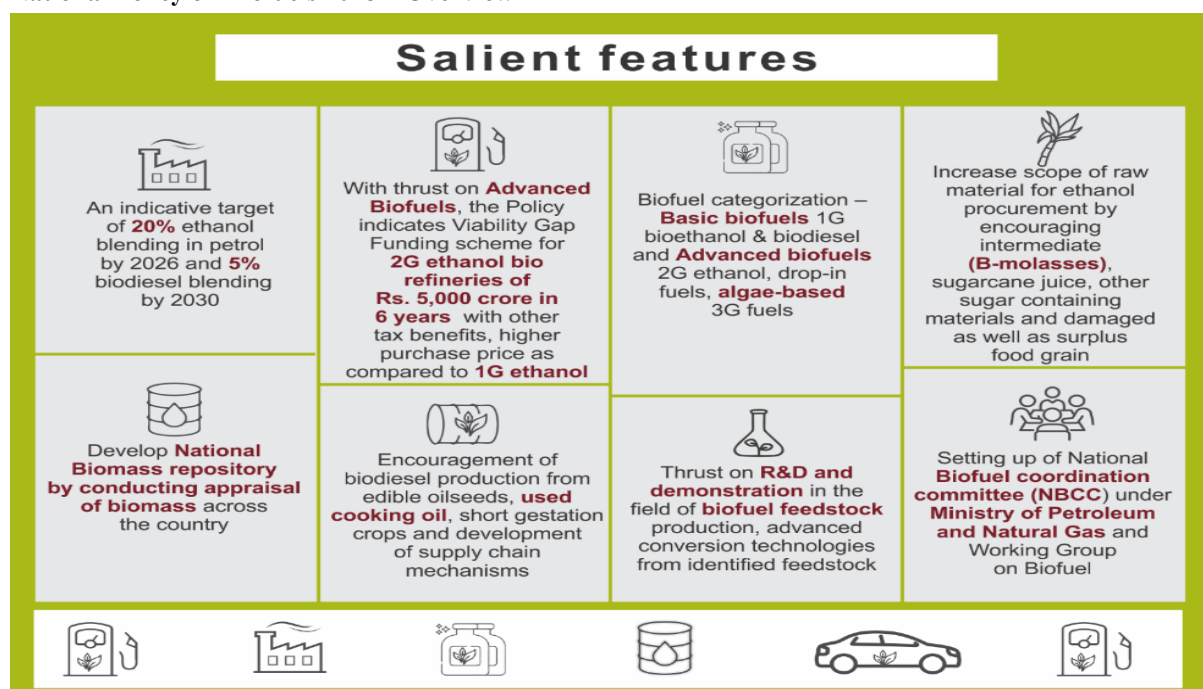 Salient features
An indicative target
of 20% ethanol
blending in petrol
by 2026 and 5%
biodiesel blending
by 2030
With thrust on Advanced
Biofuels, the Policy
indicates Viability Gap
Funding scheme for
2G ethanol bio
refineries of
Rs. 5,000 crore in
6 years with other
tax benefits, higher
purchase price as
compared to 1G ethanol
Biofuel categorization –
Basic biofuels 1G
bioethanol & biodiesel
and Advanced biofuels
2G ethanol, drop-in
fuels, algae-based
3G fuels
Increase scope of raw
material for ethanol
procurement by
encouraging
intermediate
(B-molasses),
sugarcane juice, other
sugar containing
materials and damaged
as well as surplus
food grain
Develop National
Biomass repository
by conducting appraisal
of biomass across
the country
Encouragement of
biodiesel production from
edible oilseeds, used
cooking oil, short gestation
crops and development
of supply chain
mechanisms
Thrust on R&D and
demonstration in the
field of biofuel feedstock
production, advanced
conversion technologies
from identified feedstock
Setting up of National
Biofuel coordination
committee (NBCC) under
Ministry of Petroleum
and Natural Gas and
Working Group
on Biofuel